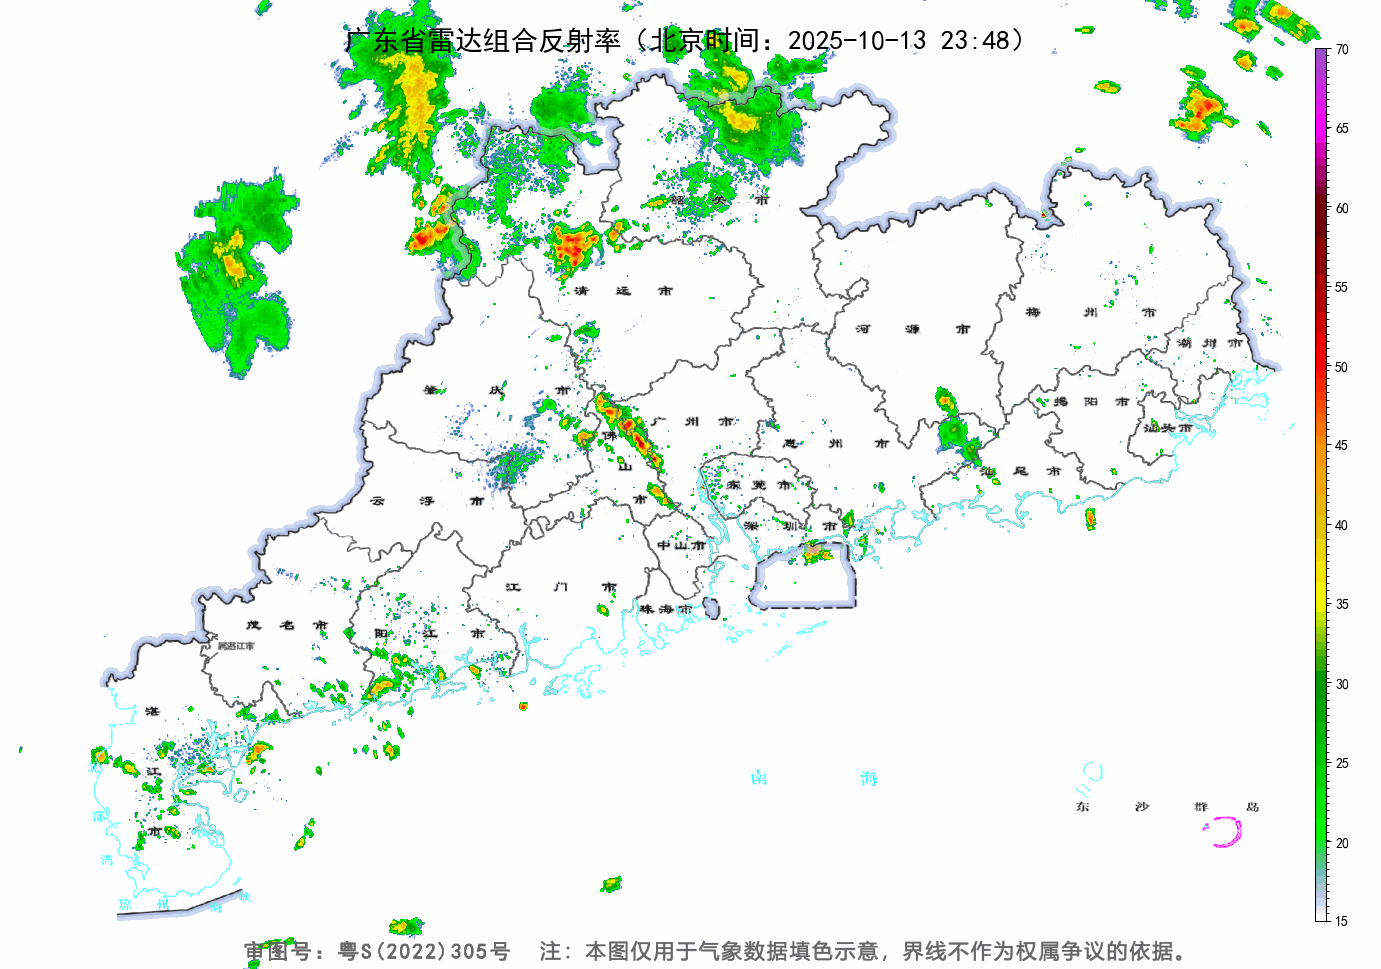 广东省雷达组合反射率（北京时间：2025-10-13 23:48）
70
65
60
55
50
45
40
35
30
25
20
15
韶关市
清远市
河源市
梅州市
潮州市
肇庆市
广州市
佛山市
惠州市
揭阳市
汕头市
汕尾市
云浮市
东莞市
深圳市
中山市
江门市
珠海市
茂名市
阳江市
属湛江市
湛江市
南海
东沙群岛
琼州海峡
审图号：粤S(2022)305号 注：本图仅用于气象数据填色示意，界线不作为权属争议的依据。